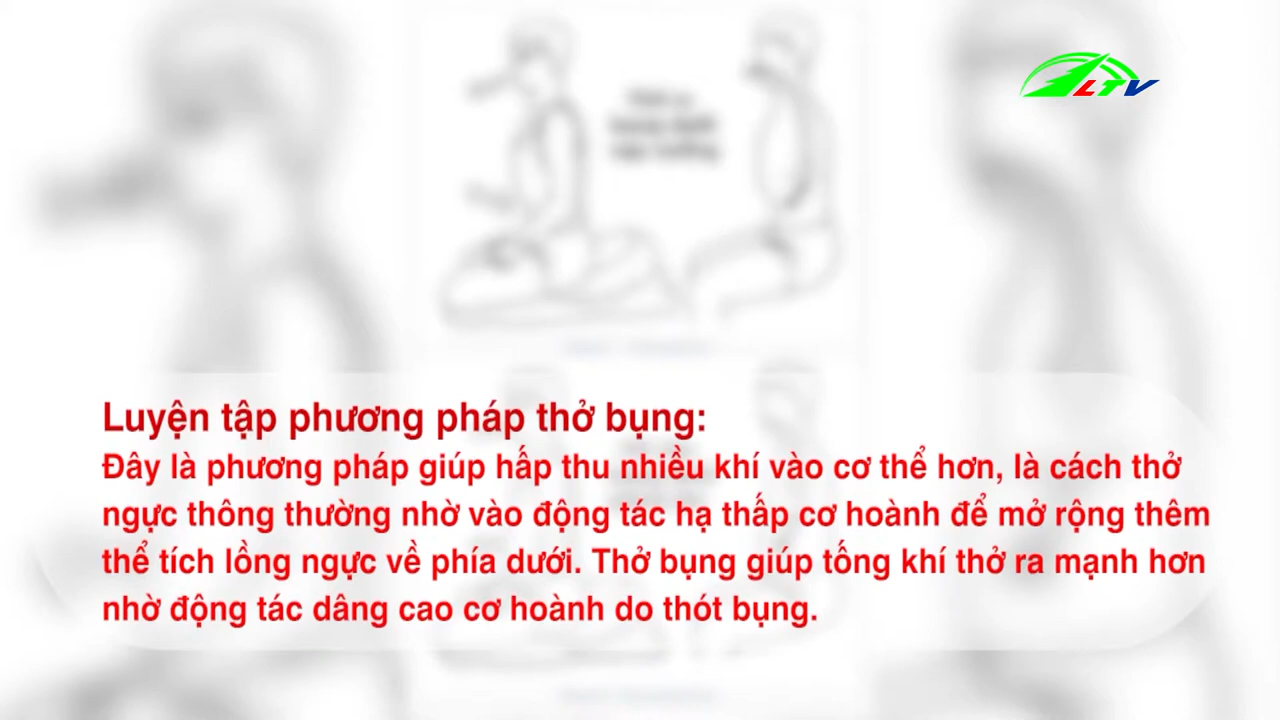 LTV
Luyện tập phương pháp thở bụng:
Đây là phương pháp giúp hấp thu nhiều khí vào cơ thể hơn, là cách thở
ngực thông thường nhờ vào động tác hạ thấp cơ hoành để mở rộng thêm
thể tích lồng ngực về phía dưới. Thở bụng giúp tống khí thở ra mạnh hơn
nhờ động tác dâng cao cơ hoành do thót bụng.